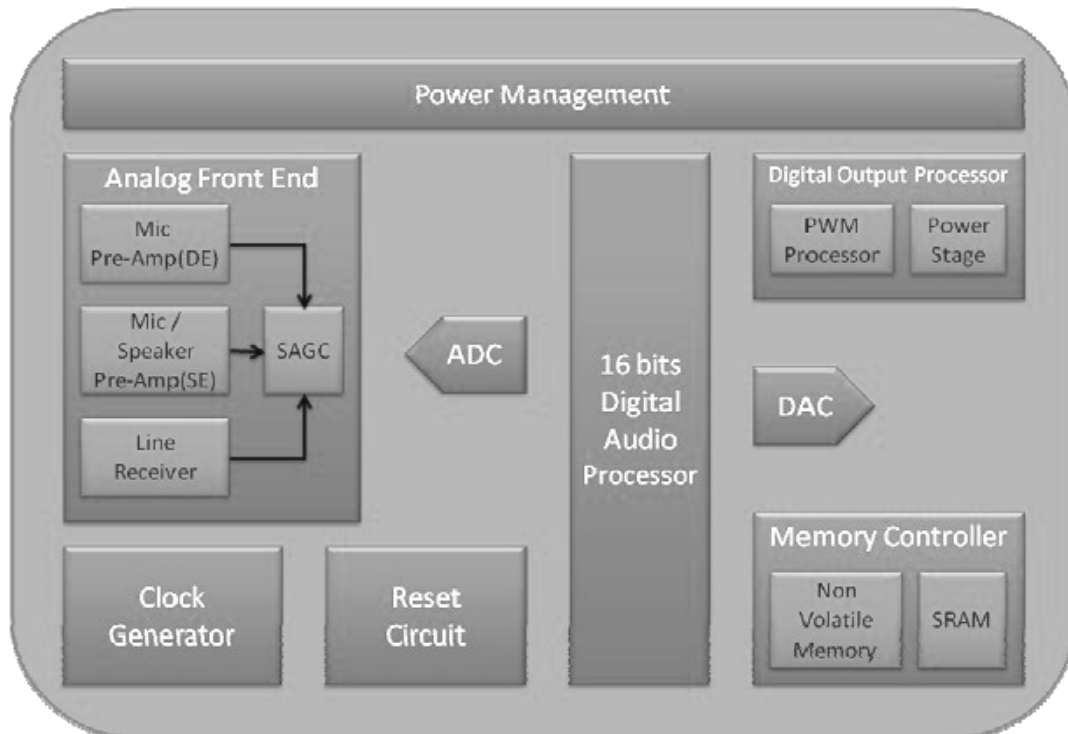 Power Management
Analog Front End
Mic
Pre-Amp(DE)
Mic /
Speaker
Pre-Amp(SE)
SAGC
Line
Receiver
ADC
16 bits
Digital
Audio
Processor
Digital Output Processor
PWM
Processor
Power
Stage
DAC
Memory Controller
Non
Volatile
Memory
SRAM
Clock
Generator
Reset
Circuit